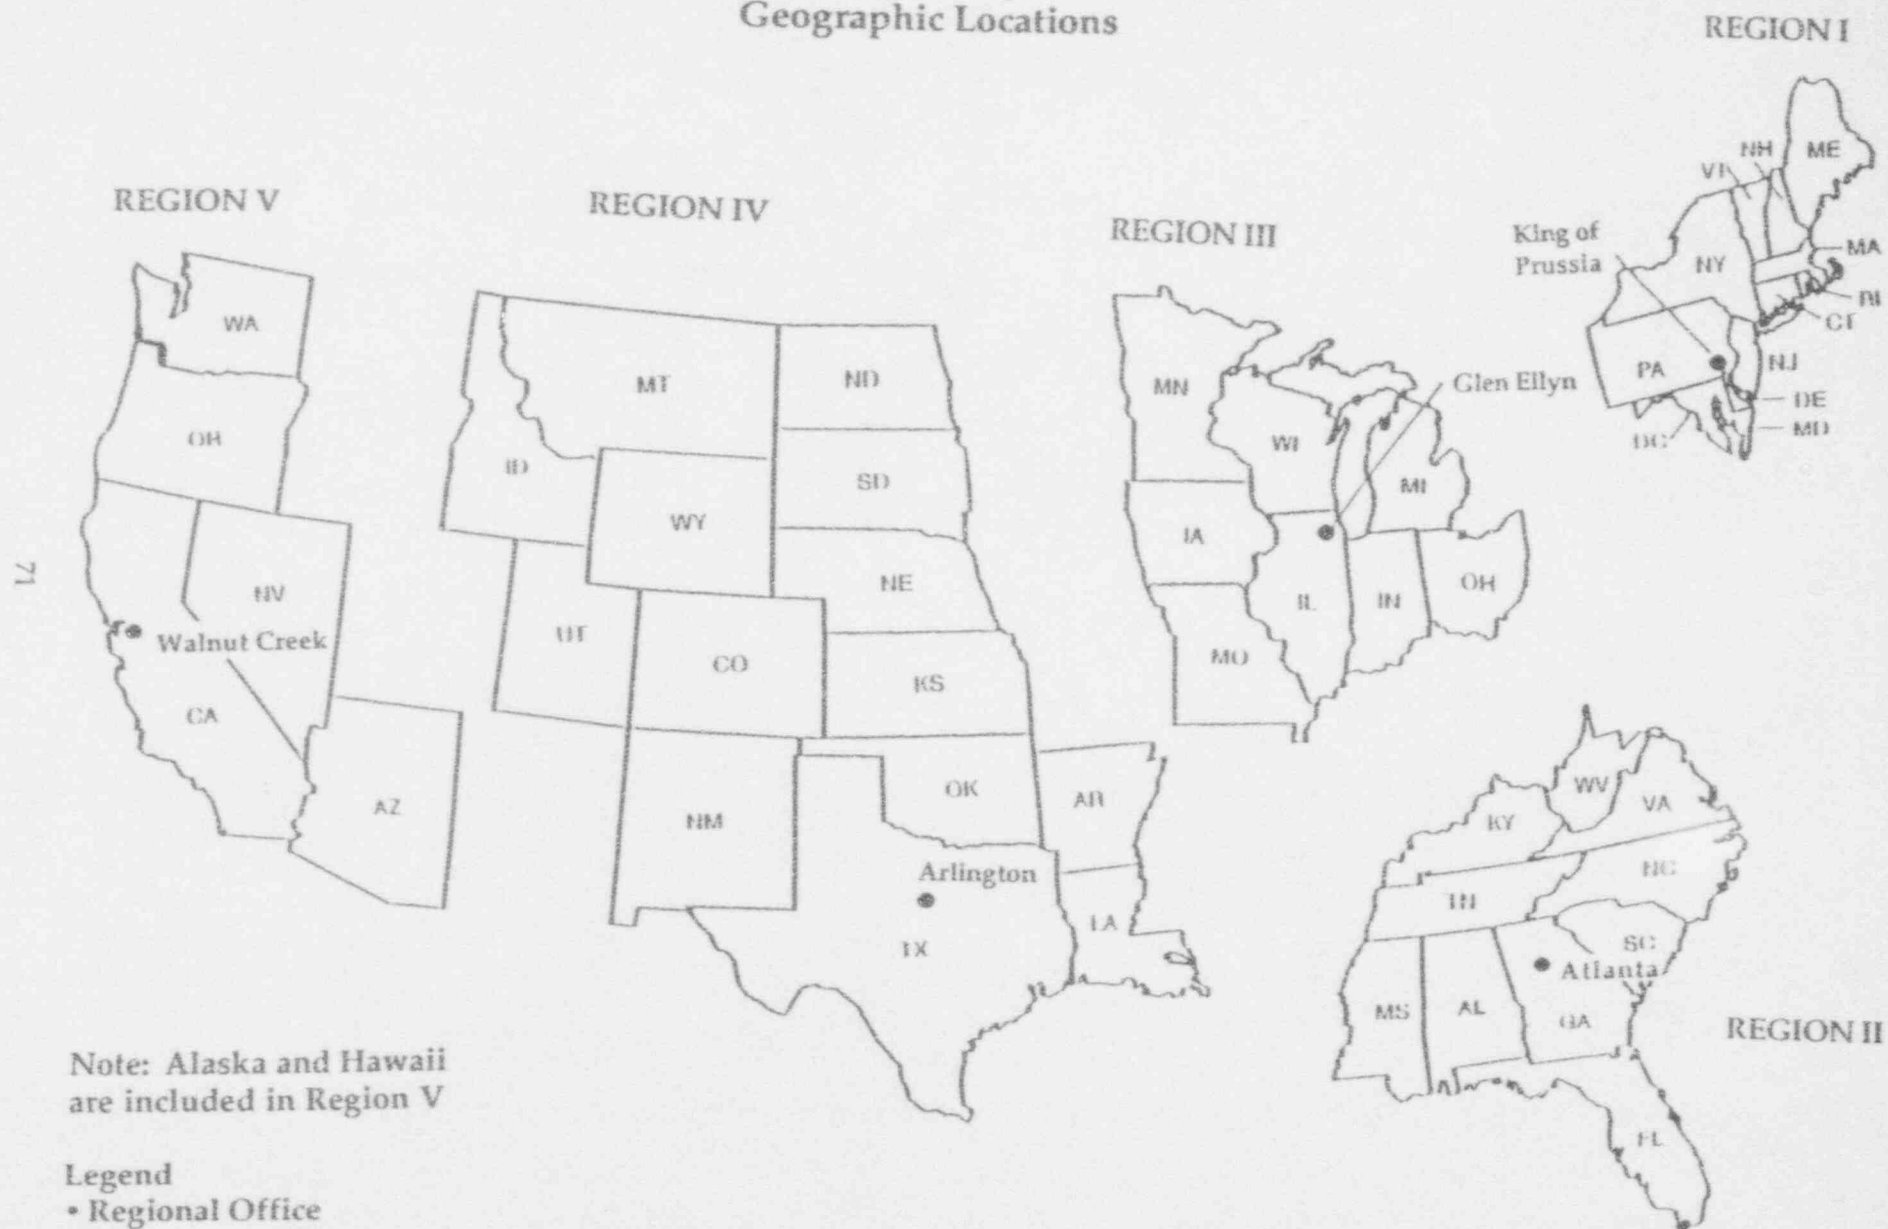 Geographic Locations
REGION I
REGION V
REGION IV
REGION III
REGION II
WA
OR
NV
Walnut Creek
CA
AZ
MT
ND
ID
SD
WY
NE
UT
CO
KS
OK
AR
NM
Arlington
TX
LA
MN
WI
MI
Glen Ellyn
IA
IL
IN
OH
MO
NH
ME
VT
King of
Prussia
NY
MA
RI
CT
PA
NJ
DE
MD
DC
WV
VA
KY
NC
TN
SC
Atlanta
MS
AL
GA
FL
71
Note: Alaska and Hawaii
are included in Region V
Legend
• Regional Office